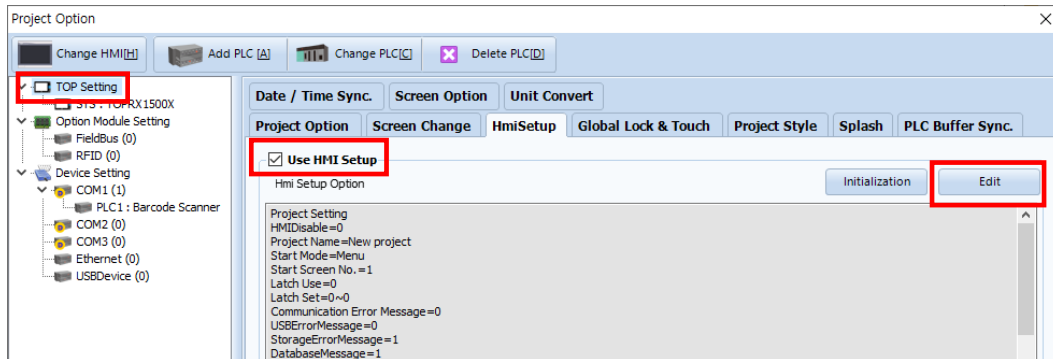 Project Option
Change HMI[H] Add PLC [A] Change PLC[C] Delete PLC[D]
TOP Setting
SYS : TOPRX1500X
Option Module Setting
FieldBus (0)
RFID (0)
Device Setting
COM1 (1)
PLC1 : Barcode Scanner
COM2 (0)
COM3 (0)
Ethernet (0)
USBDevice (0)
Date / Time Sync. Screen Option Unit Convert
Project Option Screen Change HmiSetup Global Lock & Touch Project Style Splash PLC Buffer Sync.
Use HMI Setup
Hmi Setup Option Initialization Edit
Project Setting
HMIDisable=0
Project Name=New project
Start Mode=Menu
Start Screen No.=1
Latch Use=0
Latch Set=0~0
Communication Error Message=0
USBErrorMessage=0
StorageErrorMessage=1
DatabaseMessage=1